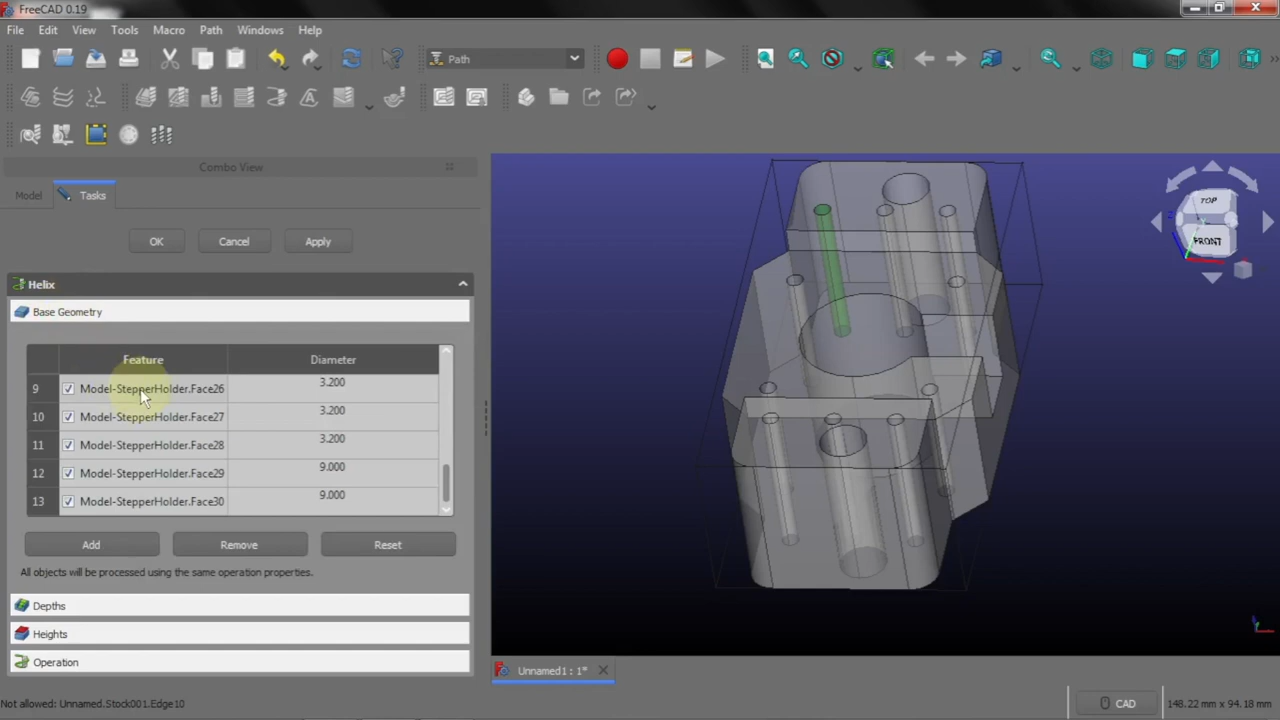 FreeCAD 0.19
File Edit View Tools Macro Path Windows Help
Path
Combo View
Model Tasks
OK Cancel Apply
Helix
Base Geometry
Feature Diameter
9 Model-StepperHolder.Face26 3.200
10 Model-StepperHolder.Face27 3.200
11 Model-StepperHolder.Face28 3.200
12 Model-StepperHolder.Face29 9.000
13 Model-StepperHolder.Face30 9.000
Add Remove Reset
All objects will be processed using the same operation properties.
Depths
Heights
Operation
TOP
FRONT
Z
Unnamed1 : 1*
Not allowed: Unnamed.Stock001.Edge10
CAD 148.22 mm x 94.18 mm